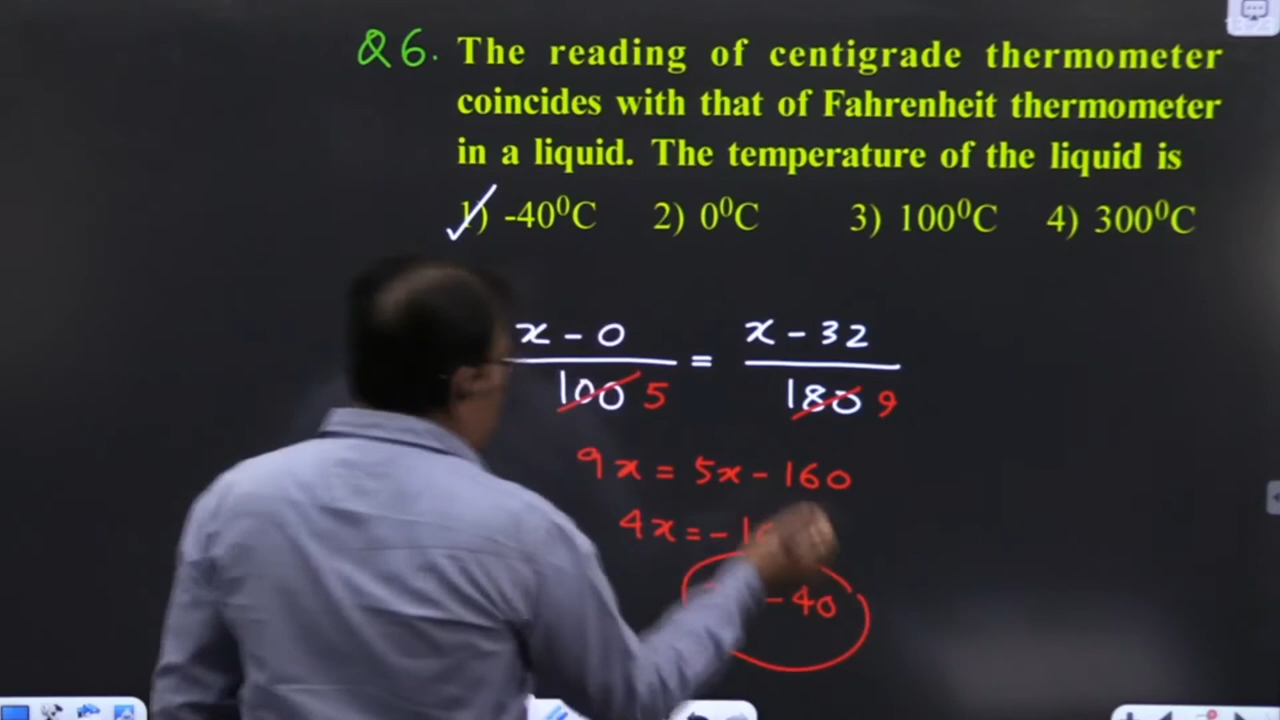 Q6. The reading of centigrade thermometer
coincides with that of Fahrenheit thermometer
in a liquid. The temperature of the liquid is
1) -40⁰C 2) 0⁰C 3) 100⁰C 4) 300⁰C
x - 0 = x - 32
100 5 180 9
9x = 5x - 160
4x = -
- 40